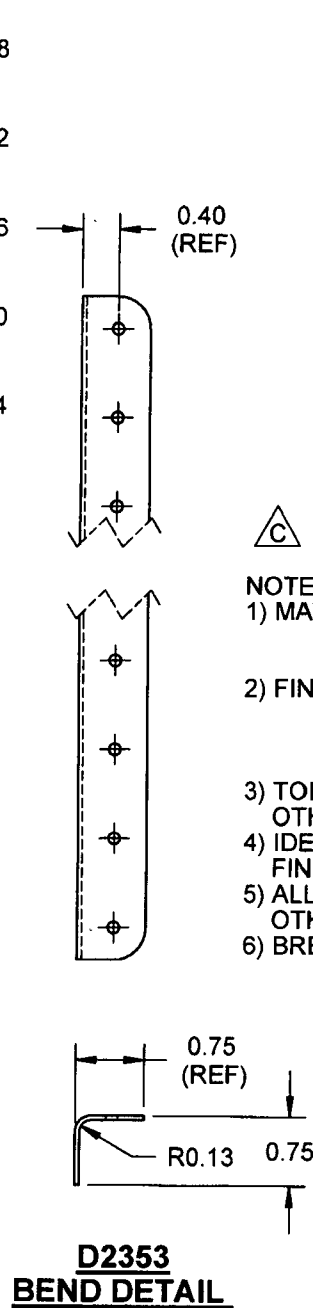 8
2
6
0.40
(REF)
0
4
C
NOTE
1) MA
2) FIN
3) TOL
OTH
4) IDE
FIN
5) ALL
OTH
6) BRE
0.75
(REF)
R0.13
0.75
D2353
BEND DETAIL